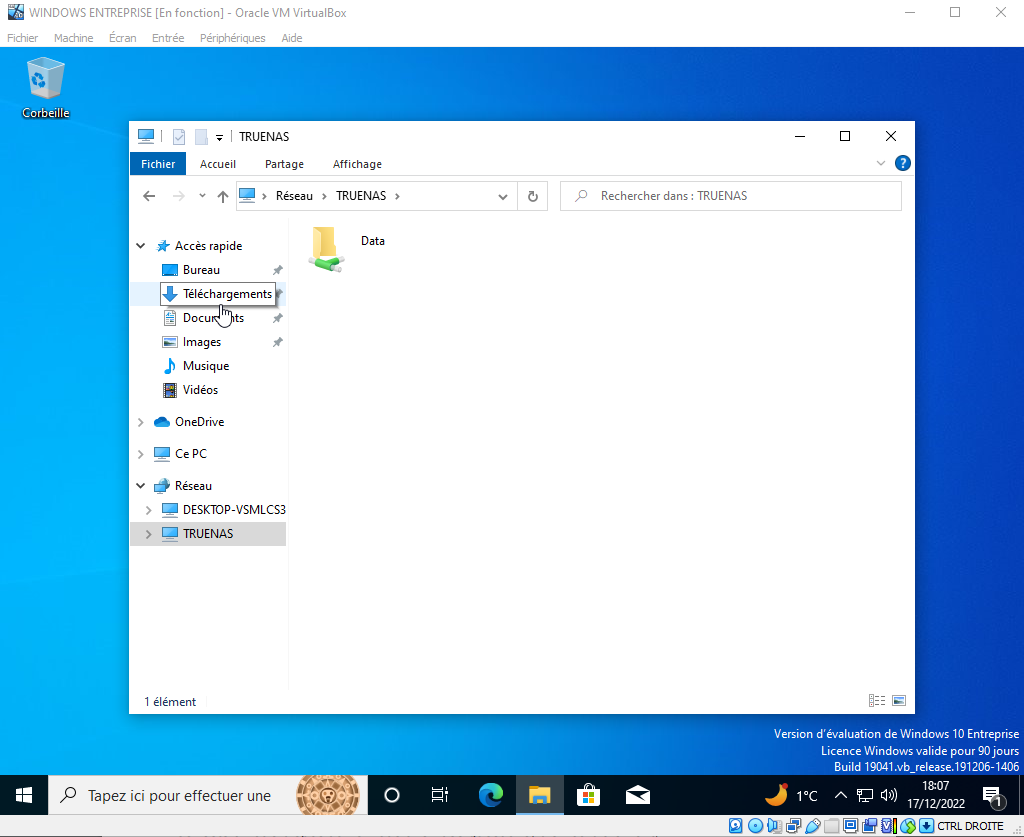 WINDOWS ENTREPRISE [En fonction] - Oracle VM VirtualBox
Fichier Machine Écran Entrée Périphériques Aide
Corbeille
TRUENAS
Fichier Accueil Partage Affichage
Réseau TRUENAS
Rechercher dans : TRUENAS
Accès rapide
Data
Bureau
Téléchargements
Images
Musique
Vidéos
OneDrive
Ce PC
Réseau
DESKTOP-VSMLCS3
TRUENAS
1 élément
Version d'évaluation de Windows 10 Entreprise
Licence Windows valide pour 90 jours
Build 19041.vb_release.191206-1406
Tapez ici pour effectuer une
1°C
18:07
17/12/2022
1
CTRL DROITE